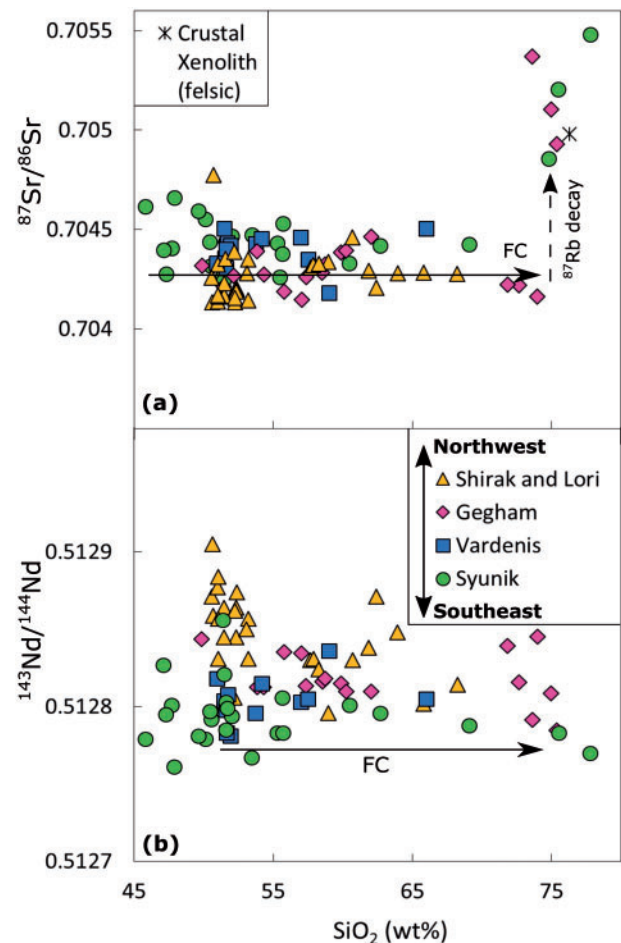 0.7055
Crustal
Xenolith
(felsic)
0.705
⁸⁷Sr/⁸⁶Sr
0.7045
FC
⁸⁷Rb decay
0.704
(a)
Northwest
Shirak and Lori
Gegham
Vardenis
Syunik
Southeast
0.5129
¹⁴³Nd/¹⁴⁴Nd
0.5128
FC
(b)
0.5127
45 55 65 75
SiO₂ (wt%)